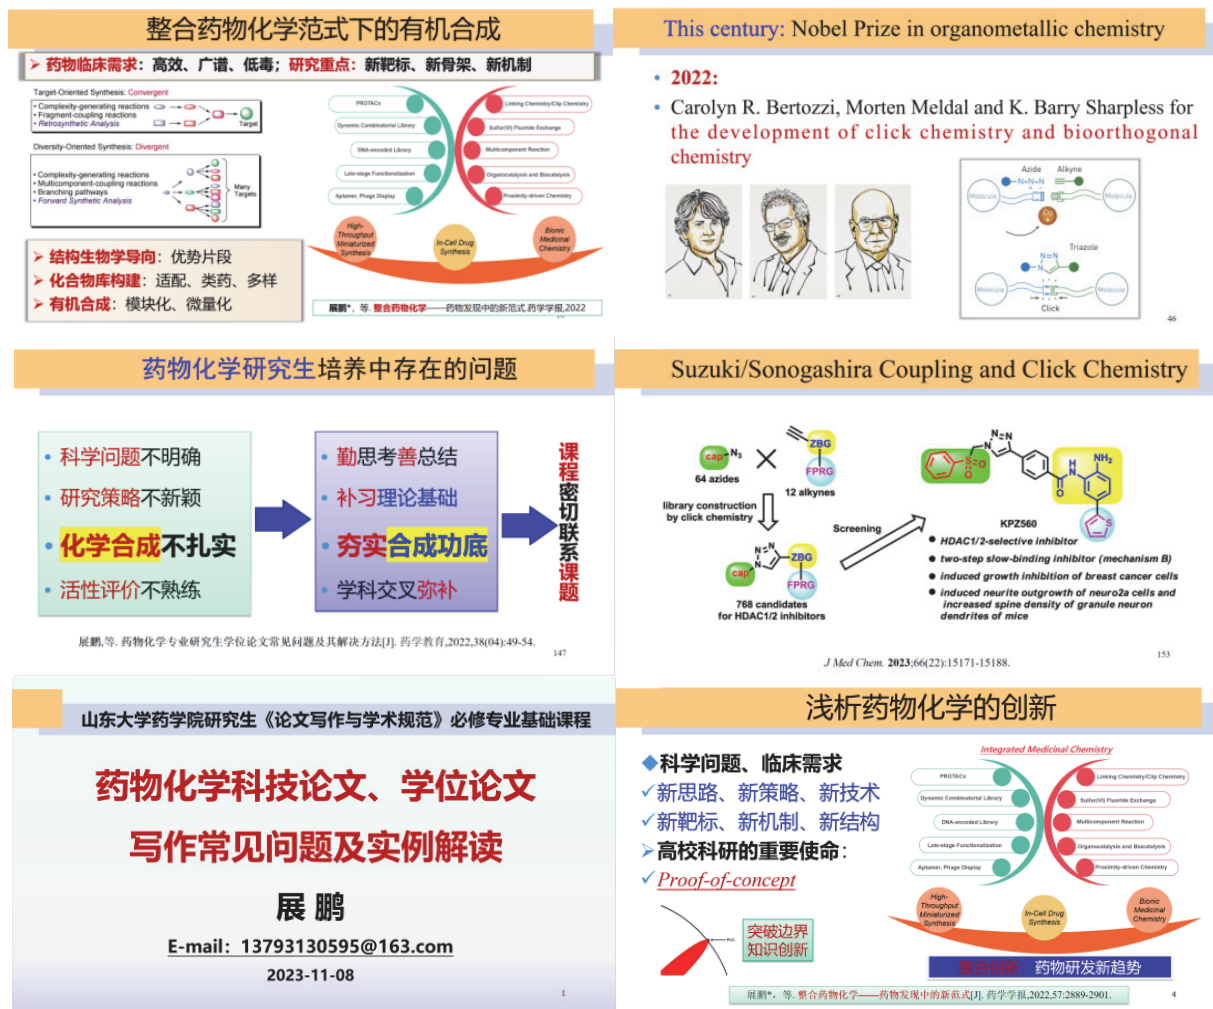 整合药物化学范式下的有机合成
➢ 药物临床需求：高效、广谱、低毒；研究重点：新靶标、新骨架、新机制
Target-Oriented Synthesis: Convergent
• Complexity-generating reactions
• Fragment-coupling reactions
• Retrosynthetic Analysis
Target
Diversity-Oriented Synthesis: Divergent
• Complexity-generating reactions
• Multicomponent-coupling reactions
• Branching pathways
• Forward Synthetic Analysis
Many
Targets
PROTACs
Dynamic Combinatorial Library
DNA-encoded Library
Late-stage Functionalization
Aptamer, Phage Display
Linking Chemistry/Clip Chemistry
Sulfur(VI) Fluoride Exchange
Multicomponent Reaction
Organocatalysis and Biocatalysis
Proximity-driven Chemistry
High-
Throughput
Miniaturized
Synthesis
In-Cell Drug
Synthesis
Bionic
Medicinal
Chemistry
➢ 结构生物学导向：优势片段
➢ 化合物库构建：适配、类药、多样
➢ 有机合成：模块化、微量化
展鹏*，等. 整合药物化学——药物发现中的新范式.药学学报,2022
This century: Nobel Prize in organometallic chemistry
• 2022:
• Carolyn R. Bertozzi, Morten Meldal and K. Barry Sharpless for
the development of click chemistry and bioorthogonal
chemistry
Azide
Alkyne
Molecule
N=N=N
Molecule
Cu
Triazole
N=N
N
Molecule
Molecule
Click
46
药物化学研究生培养中存在的问题
• 科学问题不明确
• 研究策略不新颖
• 化学合成不扎实
• 活性评价不熟练
• 勤思考善总结
• 补习理论基础
• 夯实合成功底
• 学科交叉弥补
课程密切联系课题
展鹏,等. 药物化学专业研究生学位论文常见问题及其解决方法[J]. 药学教育,2022,38(04):49-54.
147
Suzuki/Sonogashira Coupling and Click Chemistry
cap N3
64 azides
ZBG
FPRG
12 alkynes
library construction
by click chemistry
Screening
N=N
N
cap
ZBG
FPRG
768 candidates
for HDAC1/2 inhibitors
N=N
N
S=O
O
NH2
H
N
O
S
KPZ560
● HDAC1/2-selective inhibitor
● two-step slow-binding inhibitor (mechanism B)
● induced growth inhibition of breast cancer cells
● induced neurite outgrowth of neuro2a cells and
increased spine density of granule neuron
dendrites of mice
J Med Chem. 2023;66(22):15171-15188.
153
山东大学药学院研究生《论文写作与学术规范》必修专业基础课程
药物化学科技论文、学位论文
写作常见问题及实例解读
展 鹏
E-mail：13793130595@163.com
2023-11-08
1
浅析药物化学的创新
◆科学问题、临床需求
✓新思路、新策略、新技术
✓新靶标、新机制、新结构
➢高校科研的重要使命：
✓Proof-of-concept
突破边界
知识创新
Integrated Medicinal Chemistry
PROTACs
Dynamic Combinatorial Library
DNA-encoded Library
Late-stage Functionalization
Aptamer, Phage Display
Linking Chemistry/Clip Chemistry
Sulfur(VI) Fluoride Exchange
Multicomponent Reaction
Organocatalysis and Biocatalysis
Proximity-driven Chemistry
High-
Throughput
Miniaturized
Synthesis
In-Cell Drug
Synthesis
Bionic
Medicinal
Chemistry
整合创新：药物研发新趋势
展鹏*，等. 整合药物化学——药物发现中的新范式[J]. 药学学报,2022,57:2889-2901.
4